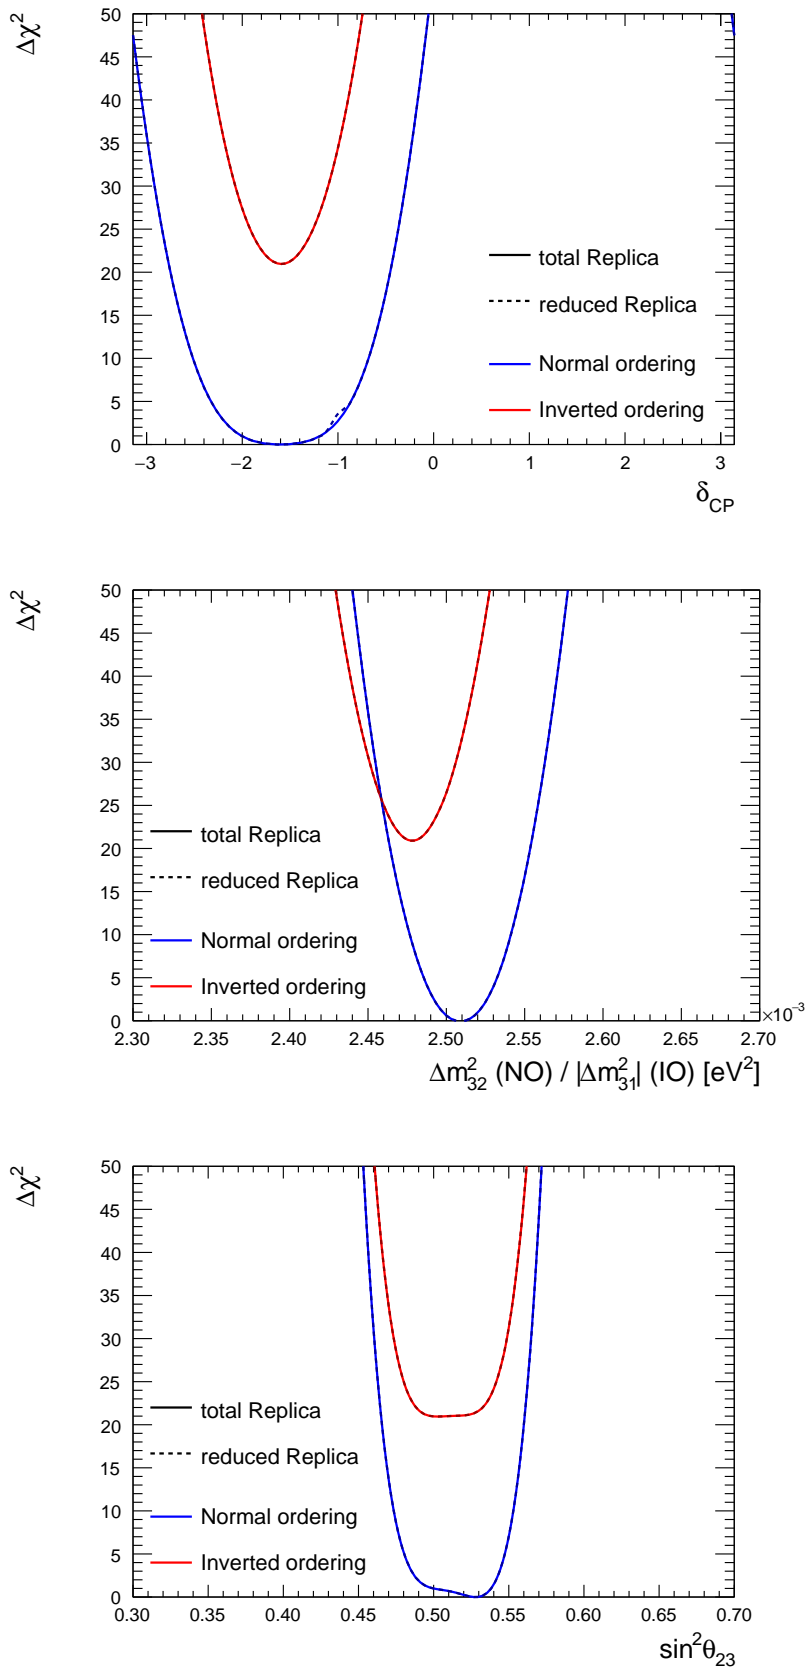 Δχ²
50
45
40
35
30
25
20
15
10
5
0
total Replica
reduced Replica
Normal ordering
Inverted ordering
−3 −2 −1 0 1 2 3
δ_CP
Δχ²
50
45
40
35
30
25
20
15
10
5
0
total Replica
reduced Replica
Normal ordering
Inverted ordering
×10⁻³
2.30 2.40 2.45 2.50 2.55 2.60 2.65 2.70
Δm²₃₂ (NO) / |Δm²₃₁| (IO) [eV²]
Δχ²
50
45
40
35
30
25
20
15
10
5
0
total Replica
reduced Replica
Normal ordering
Inverted ordering
0.30 0.35 0.40 0.45 0.50 0.55 0.60 0.65 0.70
sin²θ₂₃